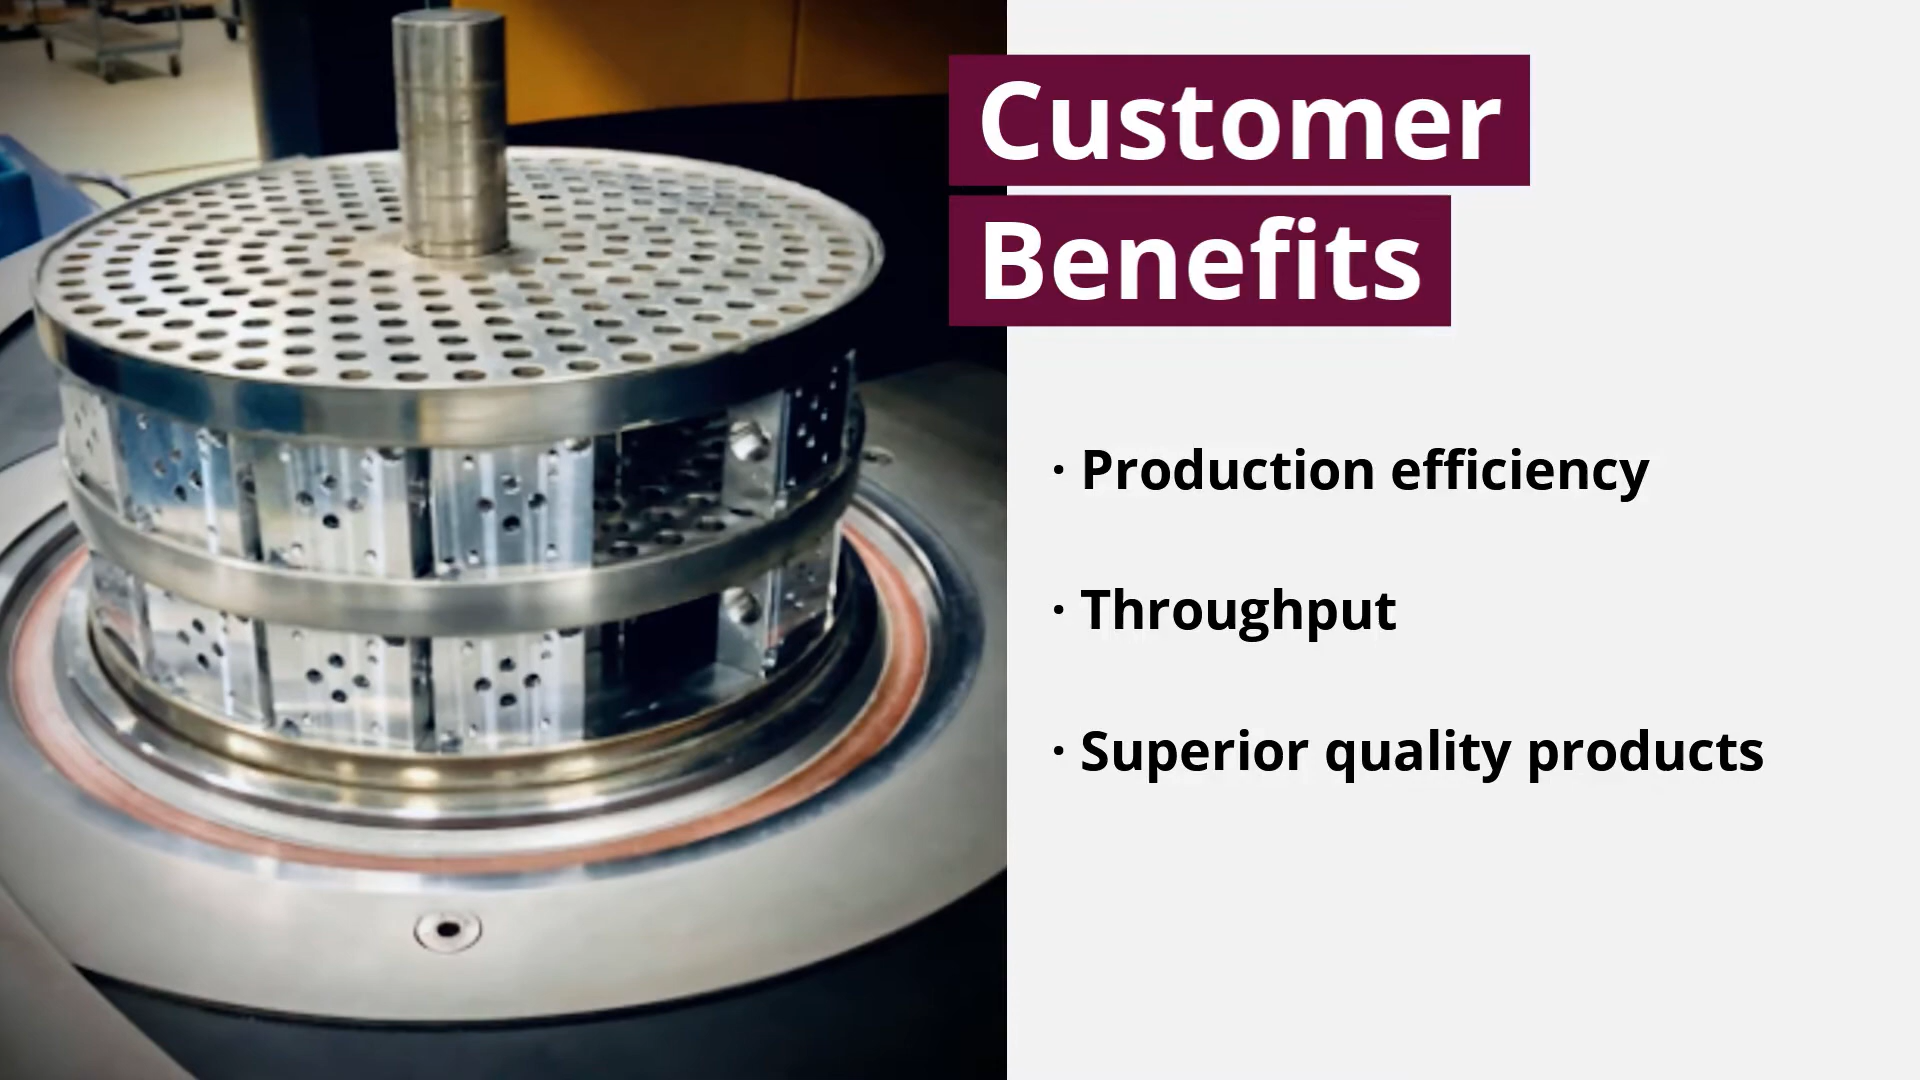 Customer
Benefits
· Production efficiency
· Throughput
· Superior quality products